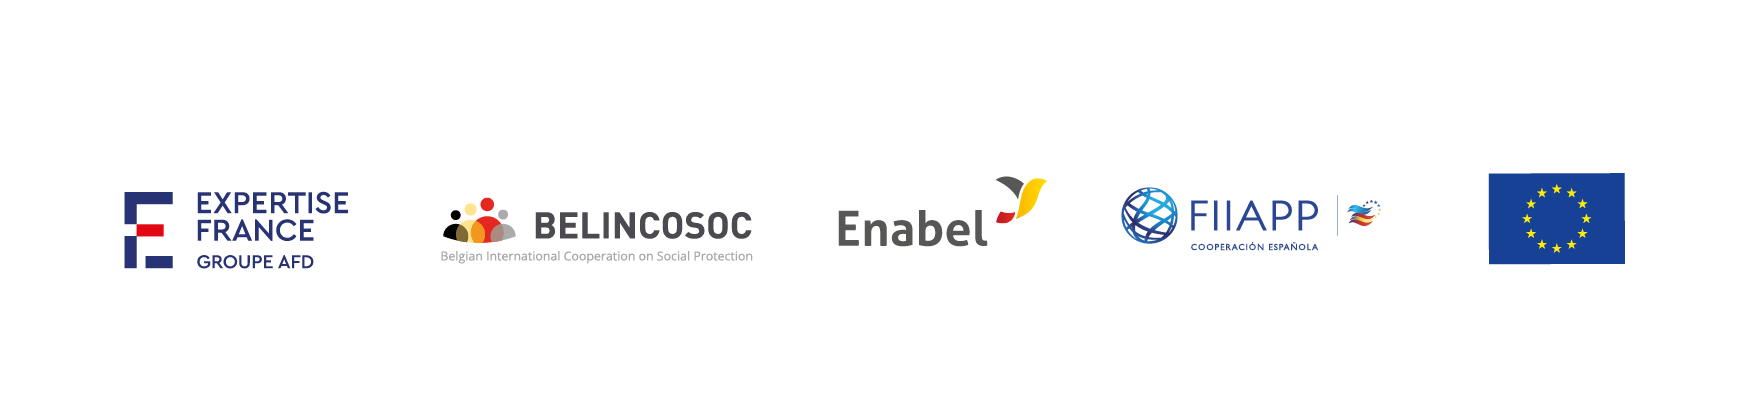 EXPERTISE
FRANCE
GROUPE AFD
BELINCOSOC
Belgian International Cooperation on Social Protection
Enabel
FIIAPP
COOPERACIÓN ESPAÑOLA